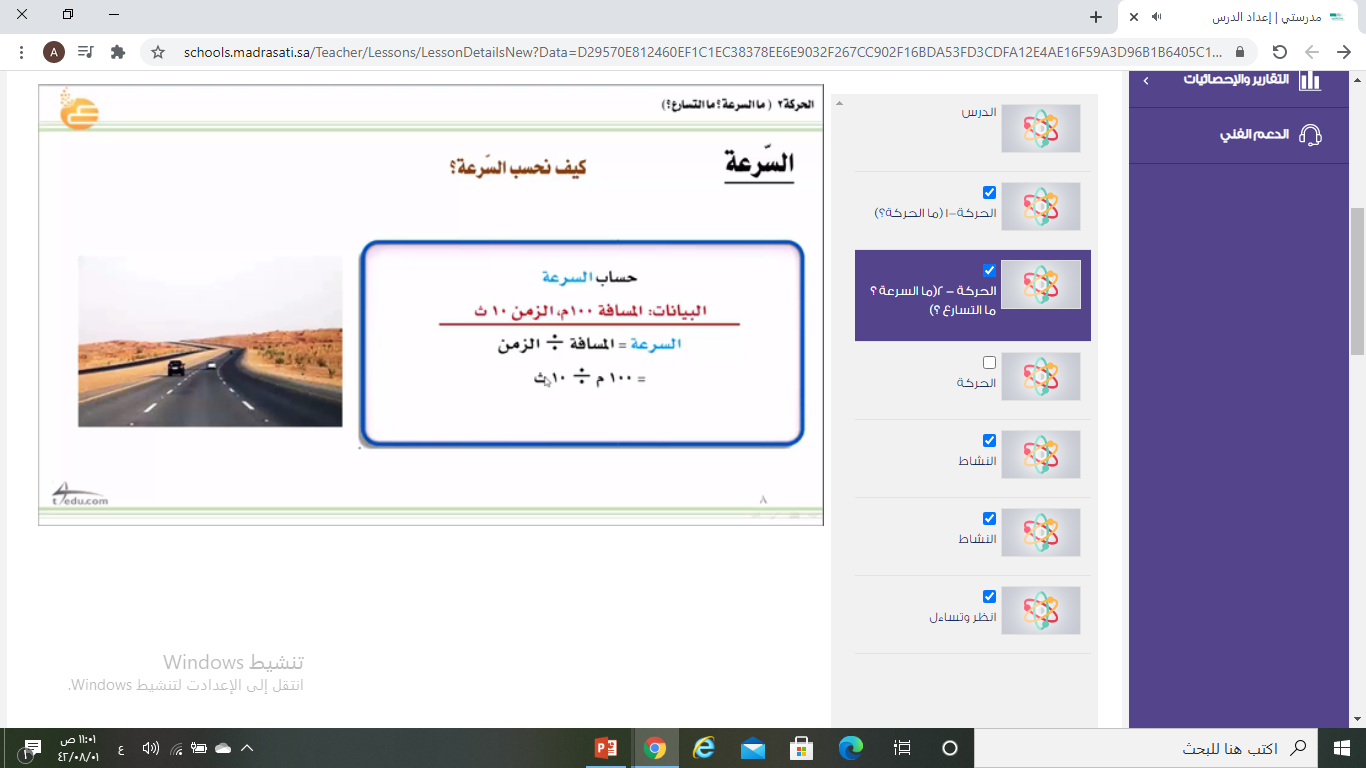 مدرستي | إعداد الدرس
schools.madrasati.sa/Teacher/Lessons/LessonDetailsNew?Data=D29570E812460EF1C1EC38378EE6E9032F267CC902F16BDA53FD3CDFA12E4AE16F59A3D96B1B6405C1...
A
التقارير والإحصائيات
الدعم الفني
الدرس
الحركة-١ (ما الحركة؟)
الحركة – ٢(ما السرعة ؟
ما التسارع ؟)
الحركة
النشاط
النشاط
انظر وتساءل
الحركة٢ ( ما السرعة؟ ما التسارع؟)
السّرعة
كيف نحسب السّرعة؟
حساب السرعة
البيانات: المسافة ١٠٠م، الزمن ١٠ ث
السرعة = المسافة ÷ الزمن
= ١٠٠ م ÷ ١٠ ث
t4edu.com
٨
تنشيط Windows
انتقل إلى الإعدادت لتنشيط Windows.
اكتب هنا للبحث
ع
١١:٠١ ص
٤٢/٠٨/٠١
١